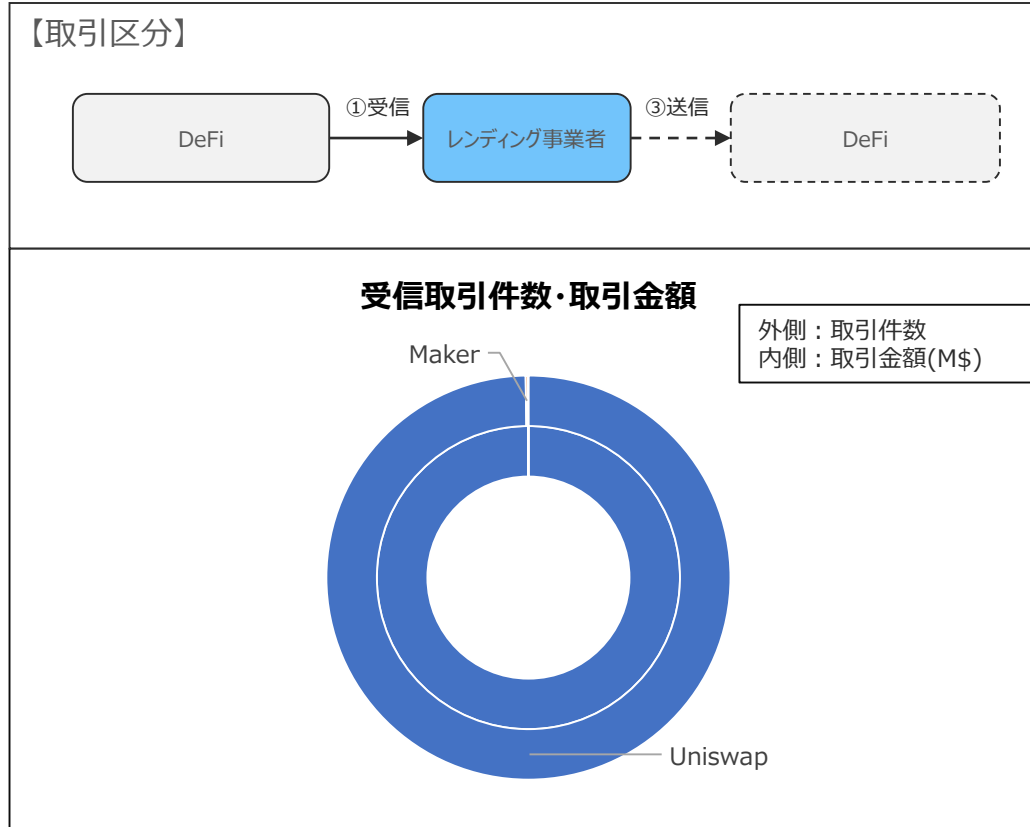 【取引区分】
①受信
③送信
DeFi
レンディング事業者
DeFi
受信取引件数･取引金額
外側：取引件数
内側：取引金額(M$)
Maker
Uniswap